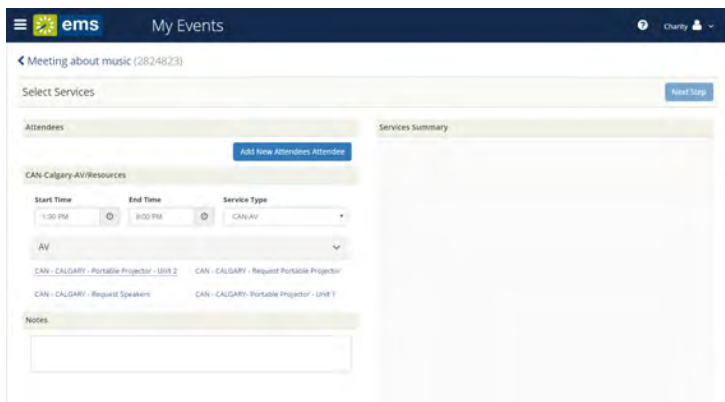 ems My Events Charity
Meeting about music (2824823)
Select Services Next Step
Attendees
Add New Attendees Attendee
CAN-Calgary-AV/Resources
Start Time End Time Service Type
1:30 PM 8:00 PM CAN-AV
AV
CAN - CALGARY - Portable Projector - Unit 2 CAN - CALGARY - Request Portable Projector
CAN - CALGARY - Request Speakers CAN - CALGARY- Portable Projector - Unit 1
Notes
Services Summary